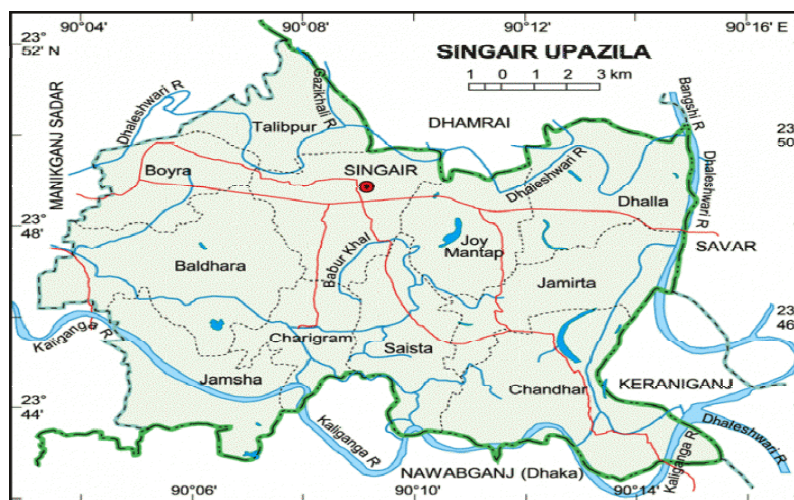 90°04' 90°08' 90°12' 90°16' E
23°
52' N
SINGAIR UPAZILA
1 0 1 2 3 km
Bangshi R
Gazikhali R
Dhaleshwari R
DHAMRAI
Talibpur
23
50
MANIKGANJ SADAR
Boyra
SINGAIR
Dhaleshwari R
Dhaleshwari R
Dhalla
23°
48'
SAVAR
Joy
Mantap
Babur Khal
Baldhara
Jamirta
23
46
Kaliganga R
Charigram
Saista
Jamsha
Chandhar
KERANIGANJ
23°
44'
Kaliganga R
Dhaleshwari R
Kaliganga R
NAWABGANJ (Dhaka)
90°06' 90°10' 90°14'